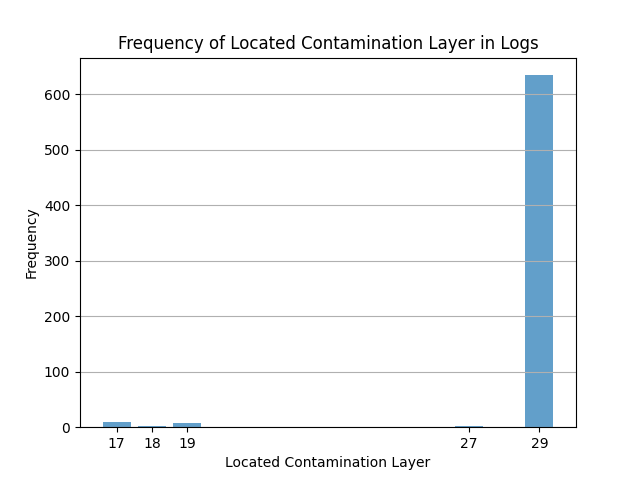 Frequency of Located Contamination Layer in Logs
600
500
400
300
200
100
0
Frequency
17 18 19 27 29
Located Contamination Layer